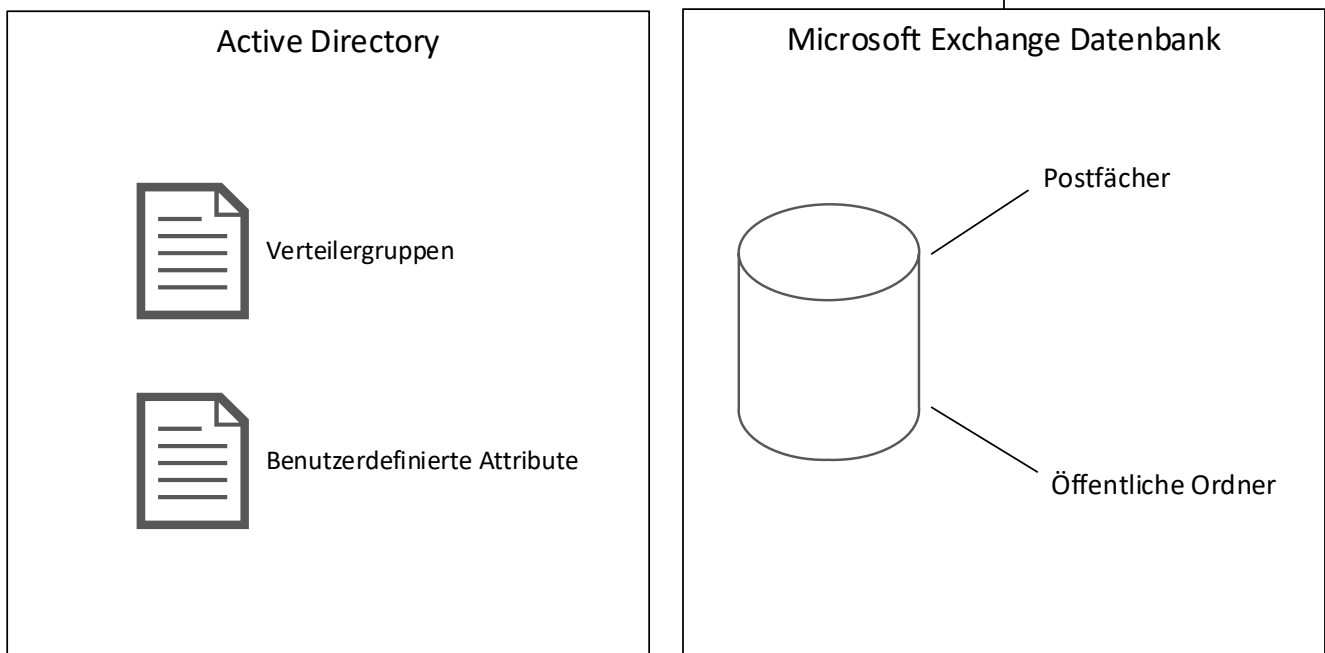 Active Directory
Verteilergruppen
Benutzerdefinierte Attribute
Microsoft Exchange Datenbank
Postfächer
Öffentliche Ordner